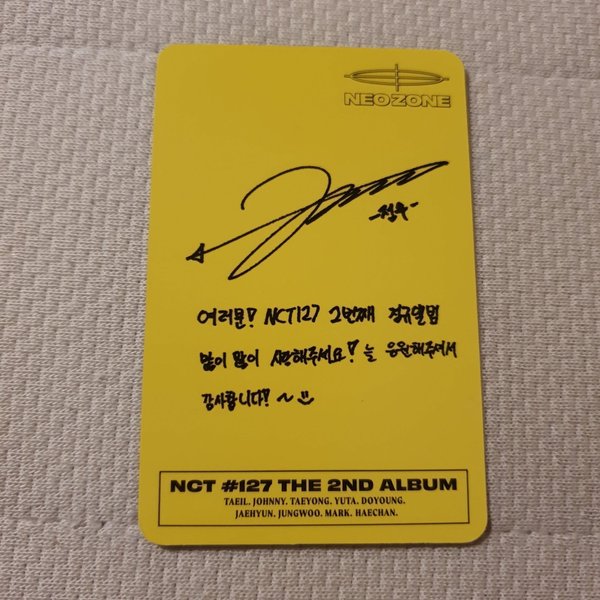 NEO ZONE
-정우-
여러분! NCT127 2번째 정규앨범
많이 많이 사랑해주세요! 늘 응원해주셔서
감사합니다! ~
NCT #127 THE 2ND ALBUM
TAEIL. JOHNNY. TAEYONG. YUTA. DOYOUNG.
JAEHYUN. JUNGWOO. MARK. HAECHAN.